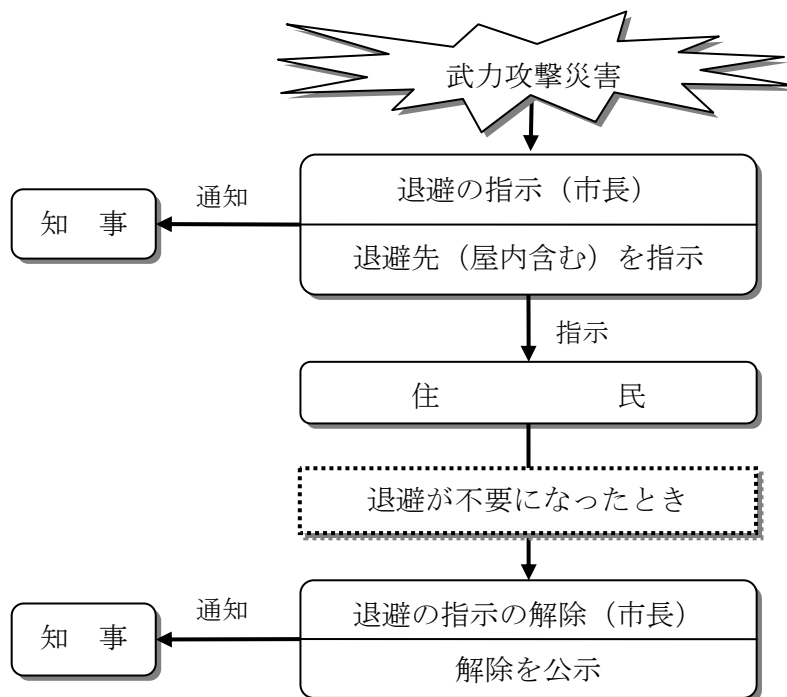 武力攻撃災害
退避の指示（市長）
通知
知　事
退避先（屋内含む）を指示
指示
住　　　　　民
退避が不要になったとき
退避の指示の解除（市長）
通知
知　事
解除を公示